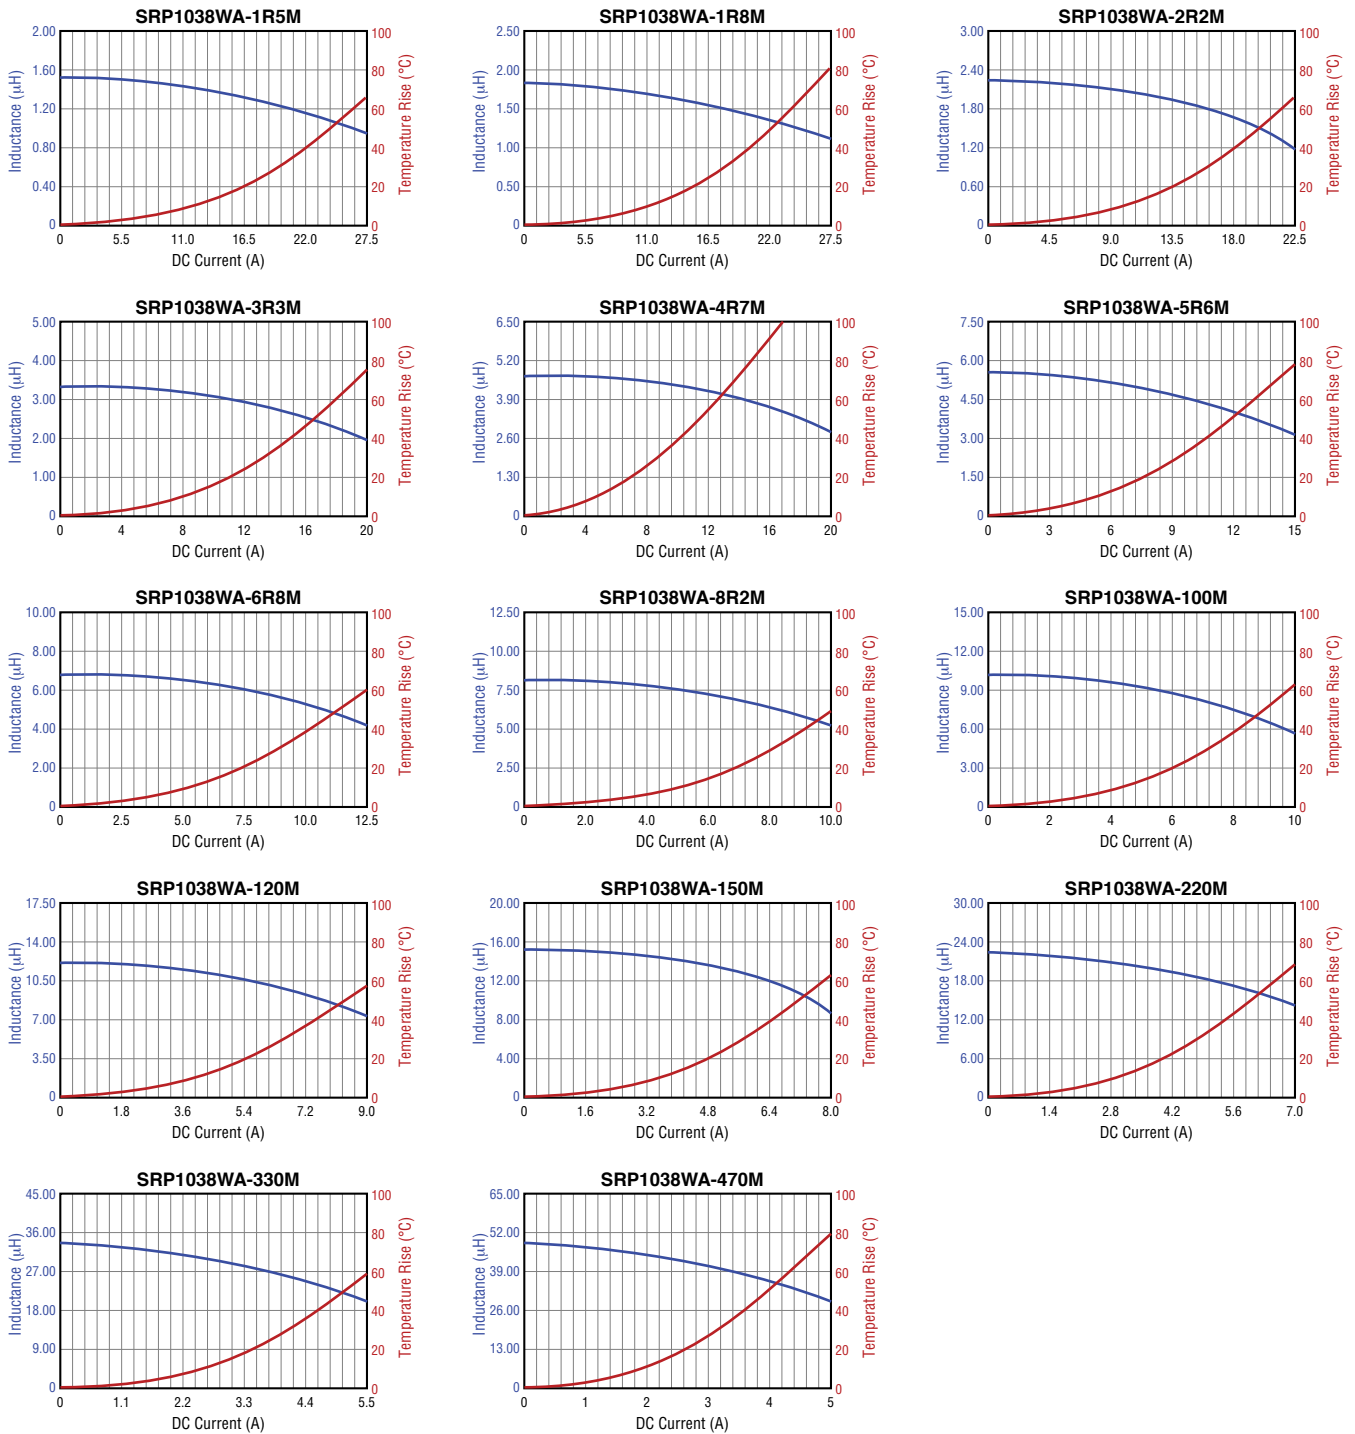 SRP1038WA-1R5M
2.00
1.60
1.20
0.80
0.40
0
Inductance (µH)
100
80
60
40
20
0
Temperature Rise (°C)
0 5.5 11.0 16.5 22.0 27.5
DC Current (A)
SRP1038WA-1R8M
2.50
2.00
1.50
1.00
0.50
0
Inductance (µH)
100
80
60
40
20
0
Temperature Rise (°C)
0 5.5 11.0 16.5 22.0 27.5
DC Current (A)
SRP1038WA-2R2M
3.00
2.40
1.80
1.20
0.60
0
Inductance (µH)
100
80
60
40
20
0
Temperature Rise (°C)
0 4.5 9.0 13.5 18.0 22.5
DC Current (A)
SRP1038WA-3R3M
5.00
4.00
3.00
2.00
1.00
0
Inductance (µH)
100
80
60
40
20
0
Temperature Rise (°C)
0 4 8 12 16 20
DC Current (A)
SRP1038WA-4R7M
6.50
5.20
3.90
2.60
1.30
0
Inductance (µH)
100
80
60
40
20
0
Temperature Rise (°C)
0 4 8 12 16 20
DC Current (A)
SRP1038WA-5R6M
7.50
6.00
4.50
3.00
1.50
0
Inductance (µH)
100
80
60
40
20
0
Temperature Rise (°C)
0 3 6 9 12 15
DC Current (A)
SRP1038WA-6R8M
10.00
8.00
6.00
4.00
2.00
0
Inductance (µH)
100
80
60
40
20
0
Temperature Rise (°C)
0 2.5 5.0 7.5 10.0 12.5
DC Current (A)
SRP1038WA-8R2M
12.50
10.00
7.50
5.00
2.50
0
Inductance (µH)
100
80
60
40
20
0
Temperature Rise (°C)
0 2.0 4.0 6.0 8.0 10.0
DC Current (A)
SRP1038WA-100M
15.00
12.00
9.00
6.00
3.00
0
Inductance (µH)
100
80
60
40
20
0
Temperature Rise (°C)
0 2 4 6 8 10
DC Current (A)
SRP1038WA-120M
17.50
14.00
10.50
7.00
3.50
0
Inductance (µH)
100
80
60
40
20
0
Temperature Rise (°C)
0 1.8 3.6 5.4 7.2 9.0
DC Current (A)
SRP1038WA-150M
20.00
16.00
12.00
8.00
4.00
0
Inductance (µH)
100
80
60
40
20
0
Temperature Rise (°C)
0 1.6 3.2 4.8 6.4 8.0
DC Current (A)
SRP1038WA-220M
30.00
24.00
18.00
12.00
6.00
0
Inductance (µH)
100
80
60
40
20
0
Temperature Rise (°C)
0 1.4 2.8 4.2 5.6 7.0
DC Current (A)
SRP1038WA-330M
45.00
36.00
27.00
18.00
9.00
0
Inductance (µH)
100
80
60
40
20
0
Temperature Rise (°C)
0 1.1 2.2 3.3 4.4 5.5
DC Current (A)
SRP1038WA-470M
65.00
52.00
39.00
26.00
13.00
0
Inductance (µH)
100
80
60
40
20
0
Temperature Rise (°C)
0 1 2 3 4 5
DC Current (A)